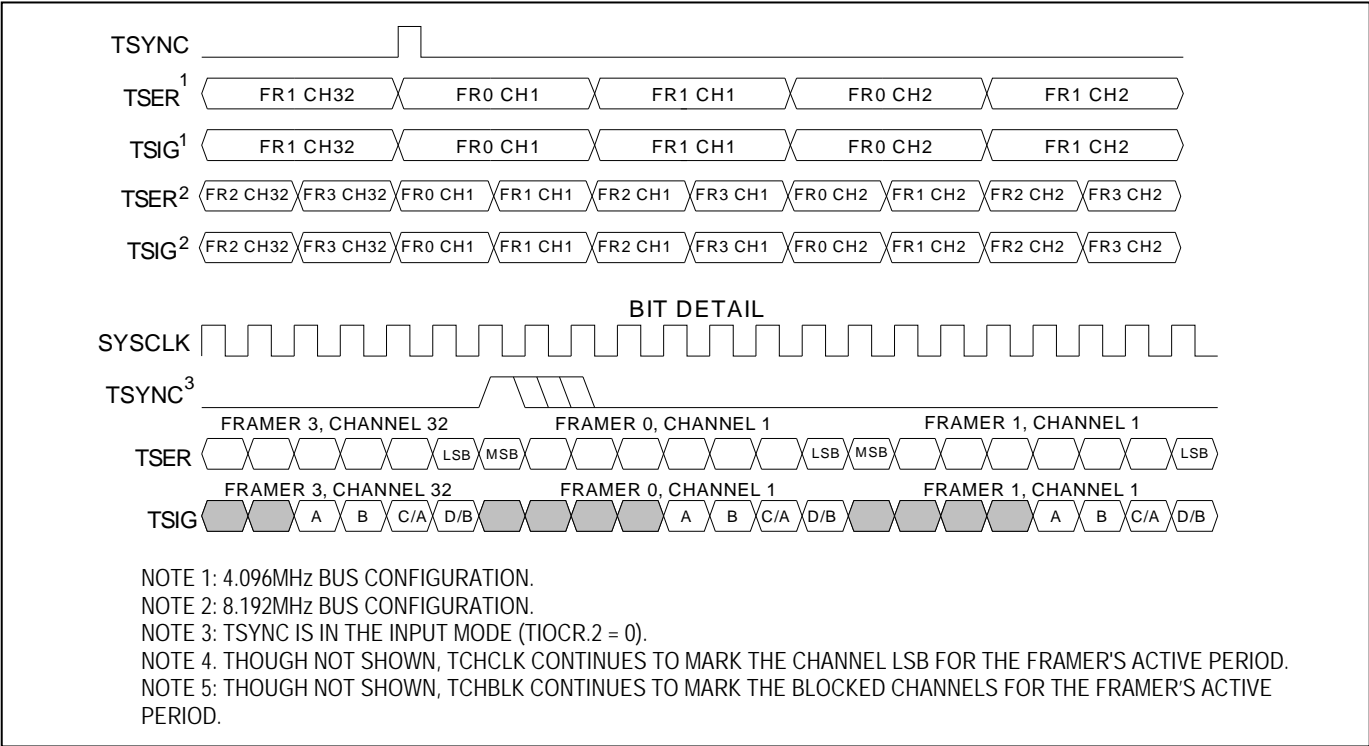 TSYNC
TSER1 FR1 CH32 FR0 CH1 FR1 CH1 FR0 CH2 FR1 CH2
TSIG1 FR1 CH32 FR0 CH1 FR1 CH1 FR0 CH2 FR1 CH2
TSER2 FR2 CH32 FR3 CH32 FR0 CH1 FR1 CH1 FR2 CH1 FR3 CH1 FR0 CH2 FR1 CH2 FR2 CH2 FR3 CH2
TSIG2 FR2 CH32 FR3 CH32 FR0 CH1 FR1 CH1 FR2 CH1 FR3 CH1 FR0 CH2 FR1 CH2 FR2 CH2 FR3 CH2
BIT DETAIL
SYSCLK
TSYNC3
FRAMER 3, CHANNEL 32 FRAMER 0, CHANNEL 1 FRAMER 1, CHANNEL 1
TSER LSB MSB LSB MSB LSB
FRAMER 3, CHANNEL 32 FRAMER 0, CHANNEL 1 FRAMER 1, CHANNEL 1
TSIG A B C/A D/B A B C/A D/B A B C/A D/B
NOTE 1: 4.096MHz BUS CONFIGURATION.
NOTE 2: 8.192MHz BUS CONFIGURATION.
NOTE 3: TSYNC IS IN THE INPUT MODE (TIOCR.2 = 0).
NOTE 4. THOUGH NOT SHOWN, TCHCLK CONTINUES TO MARK THE CHANNEL LSB FOR THE FRAMER'S ACTIVE PERIOD.
NOTE 5: THOUGH NOT SHOWN, TCHBLK CONTINUES TO MARK THE BLOCKED CHANNELS FOR THE FRAMER’S ACTIVE
PERIOD.